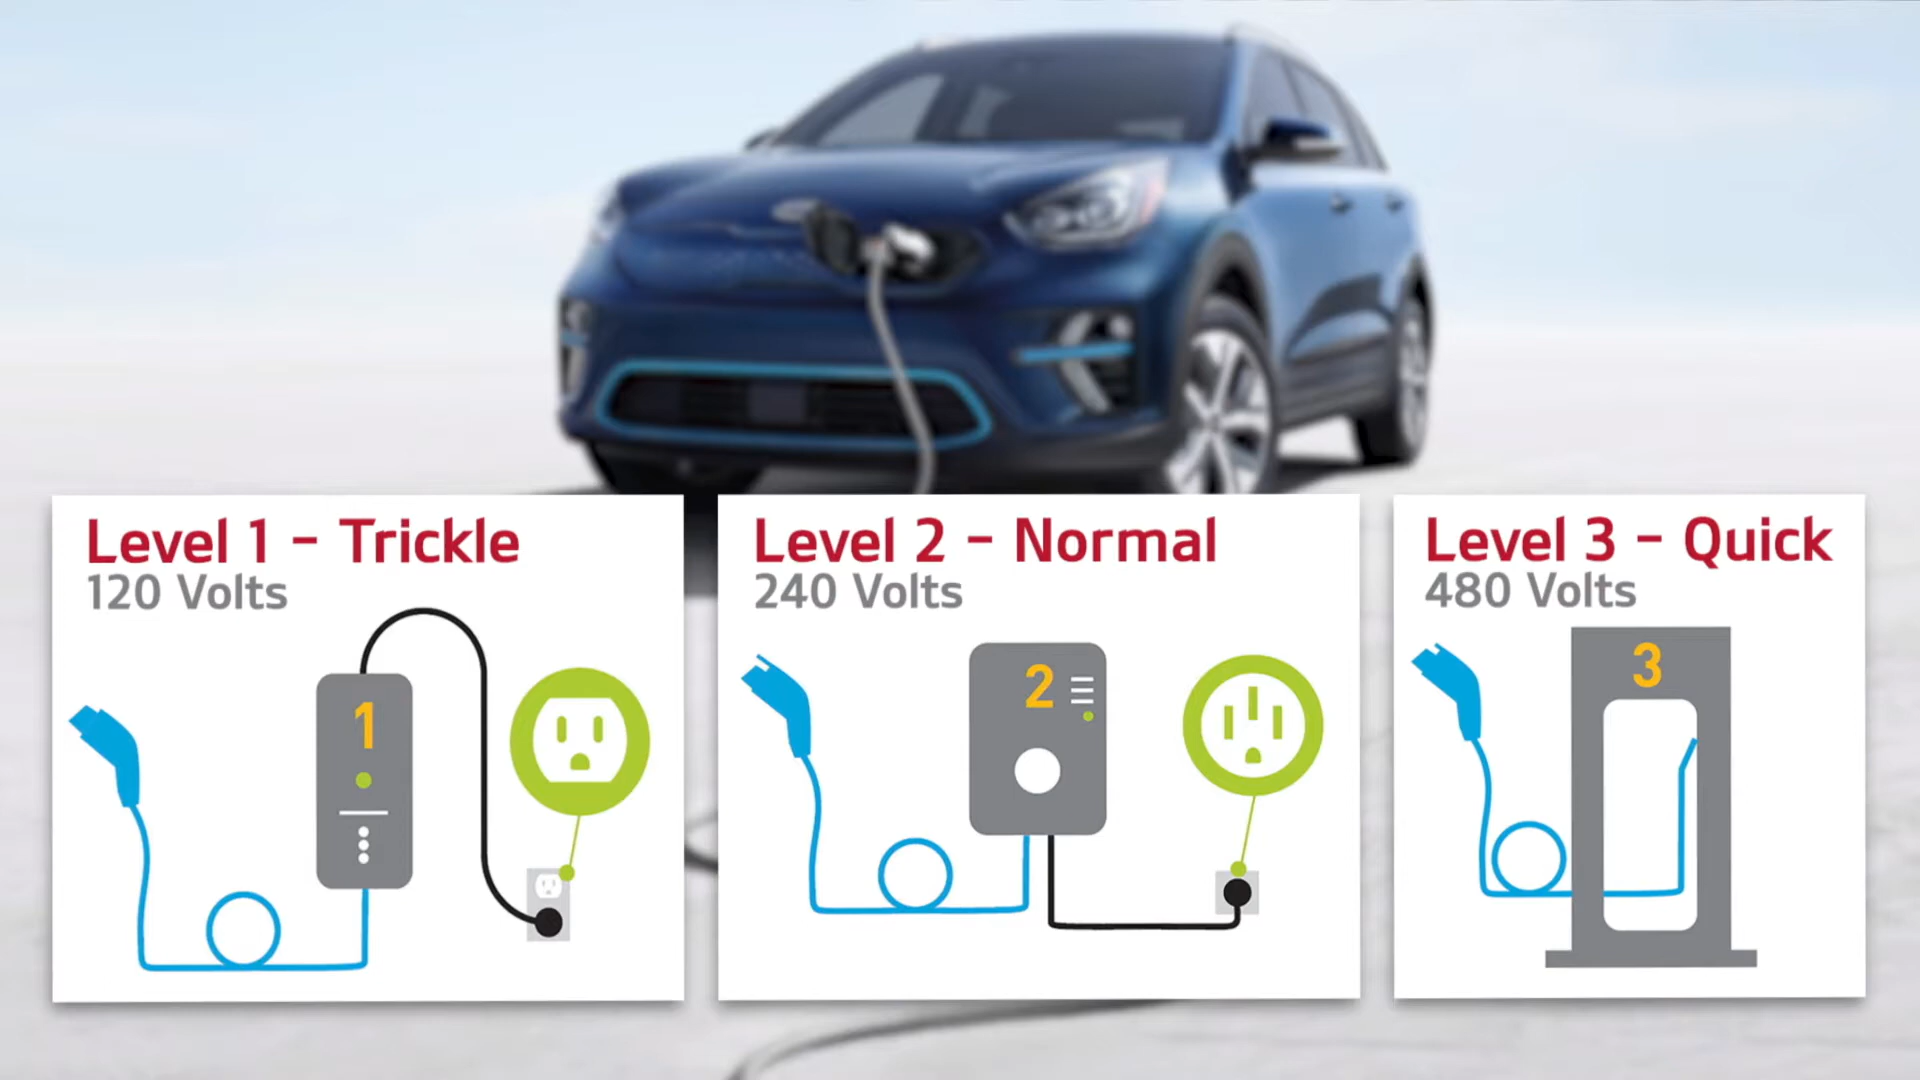 Level 1 – Trickle
120 Volts
1
Level 2 – Normal
240 Volts
2
Level 3 – Quick
480 Volts
3